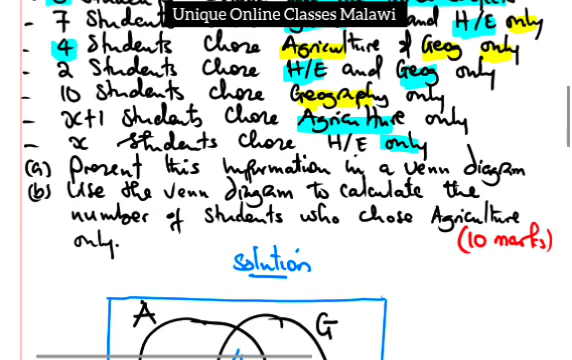 Unique Online Classes Malawi
- 7 Students and H/E only
- 4 Students chose Agriculture & Geog only
- 2 Students chose H/E and Geog only
- 10 Students chose Geography only
- x+1 Students chose Agriculture only
- x Students chose H/E only
(a) Present this information in a venn diagram
(b) Use the venn diagram to calculate the
number of students who chose Agriculture
only.
(10 marks)
Solution
A
G